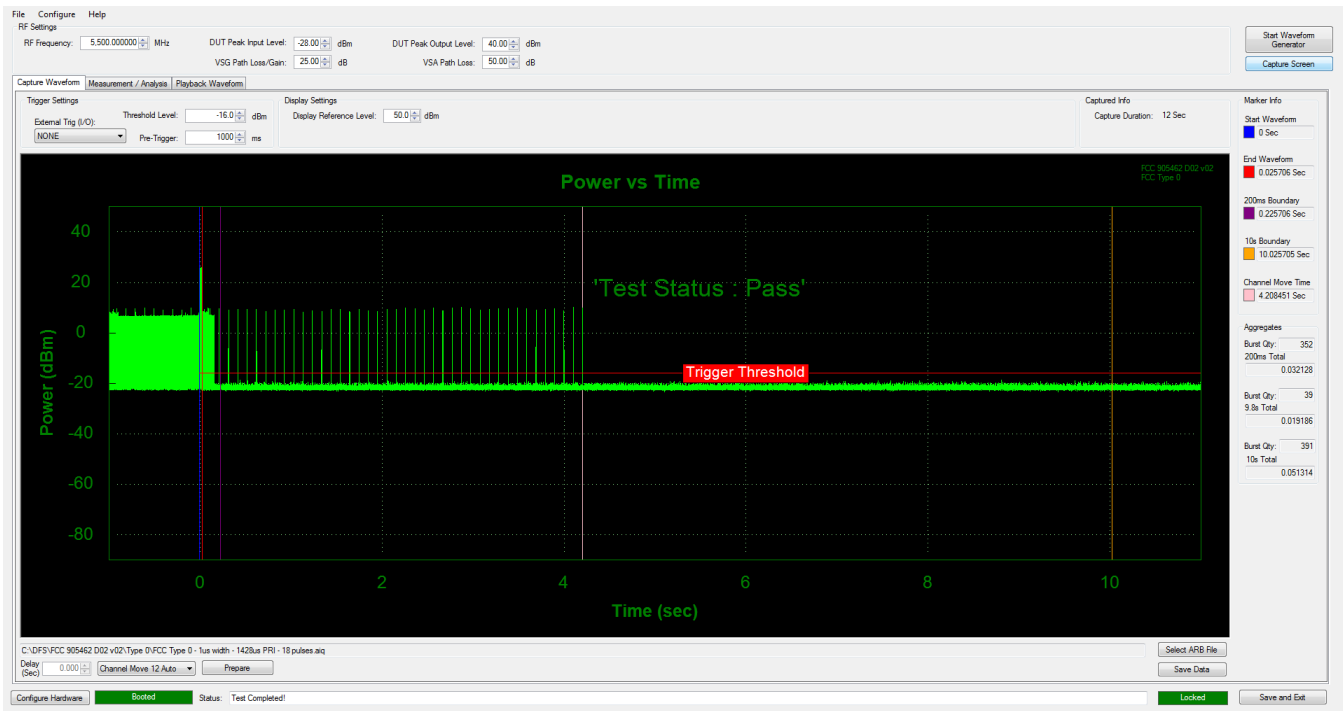 File Configure Help
RF Settings
RF Frequency: 5,500.000000 MHz DUT Peak Input Level: -28.00 dBm DUT Peak Output Level: 40.00 dBm
VSG Path Loss/Gain: 25.00 dB VSA Path Loss: 50.00 dB
Start Waveform Generator
Capture Screen
Capture Waveform Measurement / Analysis Playback Waveform
Trigger Settings
External Trig (I/O): Threshold Level: -16.0 dBm
NONE Pre-Trigger: 1000 ms
Display Settings
Display Reference Level: 50.0 dBm
Captured Info
Capture Duration: 12 Sec
Marker Info
Start Waveform
0 Sec
End Waveform
0.025706 Sec
200ms Boundary
0.225706 Sec
10s Boundary
10.025705 Sec
Channel Move Time
4.208451 Sec
Aggregates
Burst Qty: 352
200ms Total
0.032128
Burst Qty: 39
9.8s Total
0.019186
Burst Qty: 391
10s Total
0.051314
Power vs Time
FCC 905462 D02 v02
FCC Type 0
'Test Status : Pass'
Trigger Threshold
Power (dBm)
40
20
0
-20
-40
-60
-80
0 2 4 6 8 10
Time (sec)
C:\DFS\FCC 905462 D02 v02\Type 0\FCC Type 0 - 1us width - 1428us PRI - 18 pulses.aiq
Select ARB File
Delay (Sec) 0.000 Channel Move 12 Auto Prepare
Save Data
Configure Hardware Booted Status: Test Completed! Locked Save and Exit